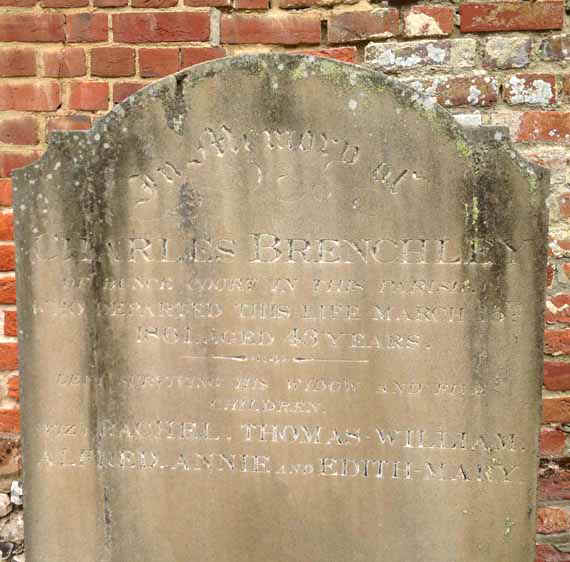 In Memory of
CHARLES BRENCHLEY
OF BUNCE COURT IN THIS PARISH.
WHO DEPARTED THIS LIFE MARCH
1861. AGED 43 YEARS.
LEFT SURVIVING HIS WIDOW AND FIVE
CHILDREN.
VIZ: RACHEL. THOMAS-WILLIAM.
ALFRED. ANNIE AND EDITH-MARY